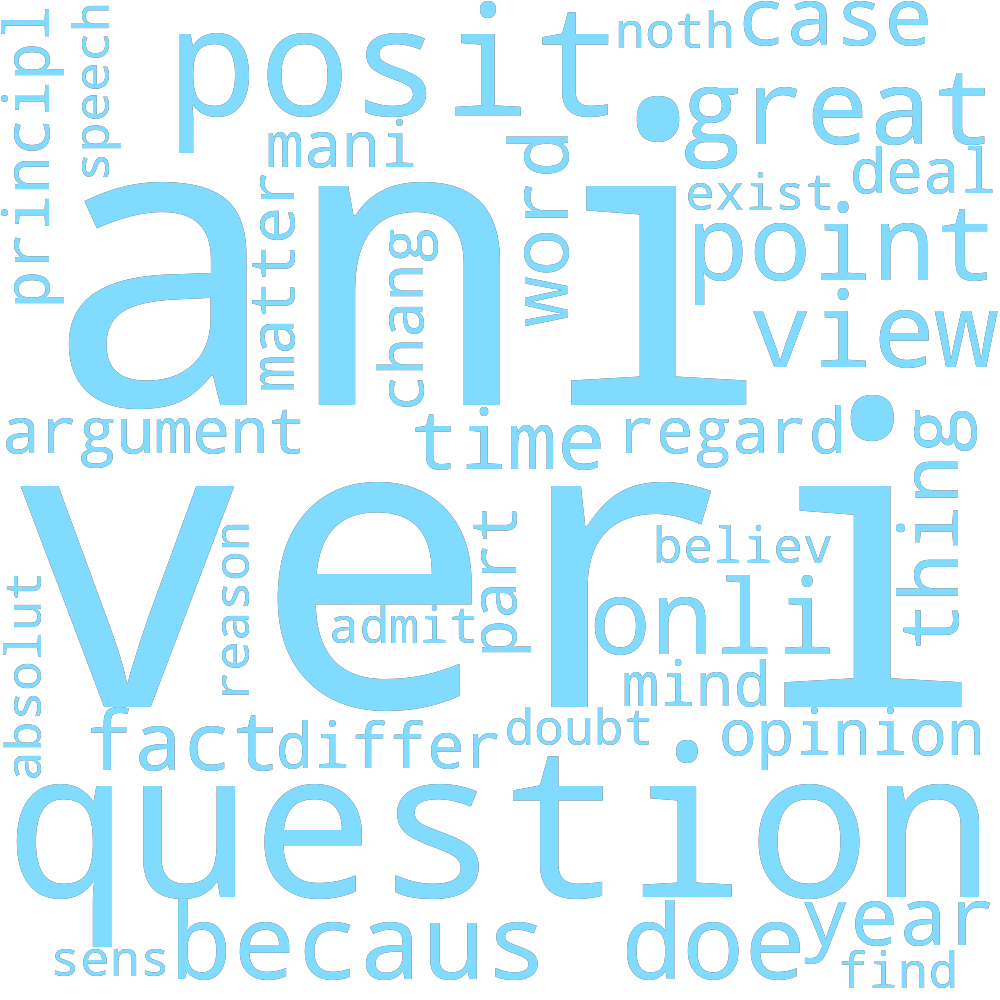 principl
speech
posit
noth
case
great
mani
word
deal
exist
ani
matter
chang
point
view
argument
time
regard
thing
veri
reason
part
believ
absolut
admit
onli
mind
fact
differ
doubt
opinion
question
becaus
doe
year
sens
find